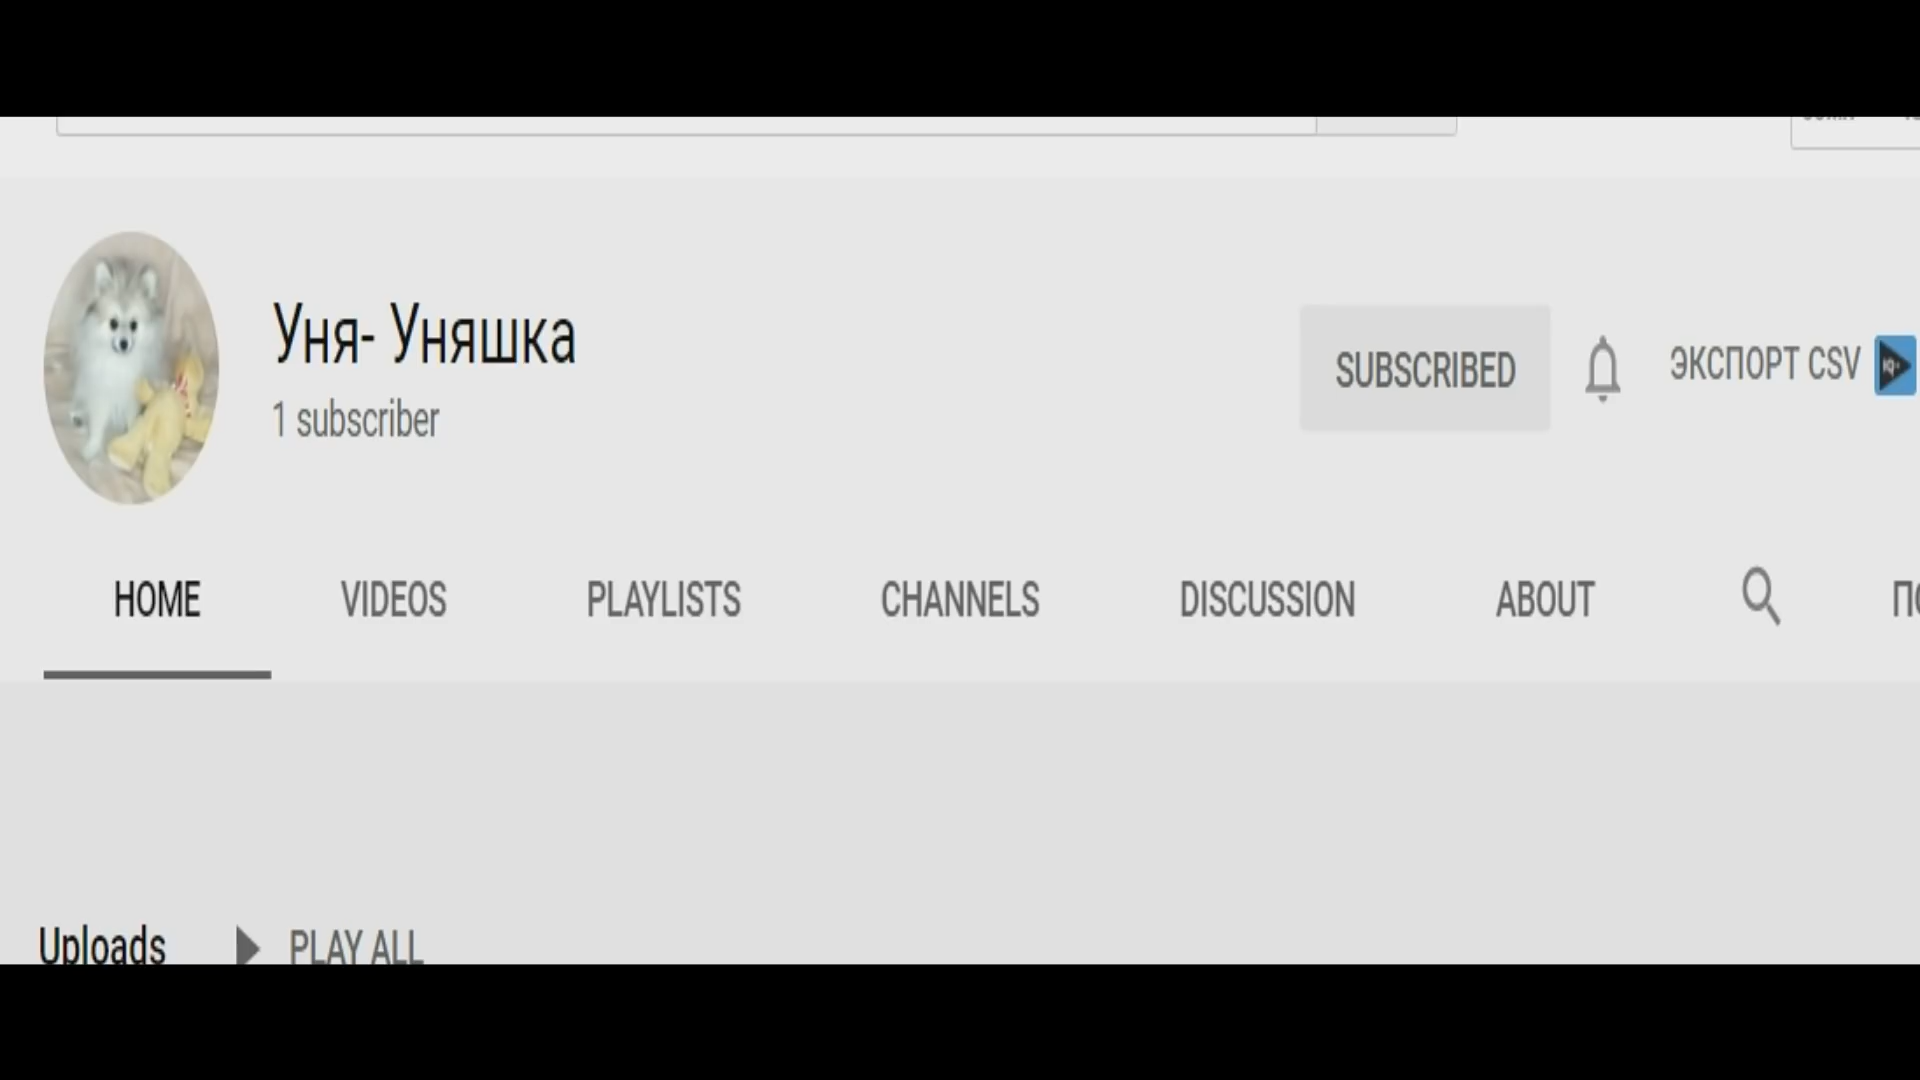 Уня- Уняшка
1 subscriber
SUBSCRIBED
ЭКСПОРТ CSV
HOME VIDEOS PLAYLISTS CHANNELS DISCUSSION ABOUT
Uploads PLAY ALL